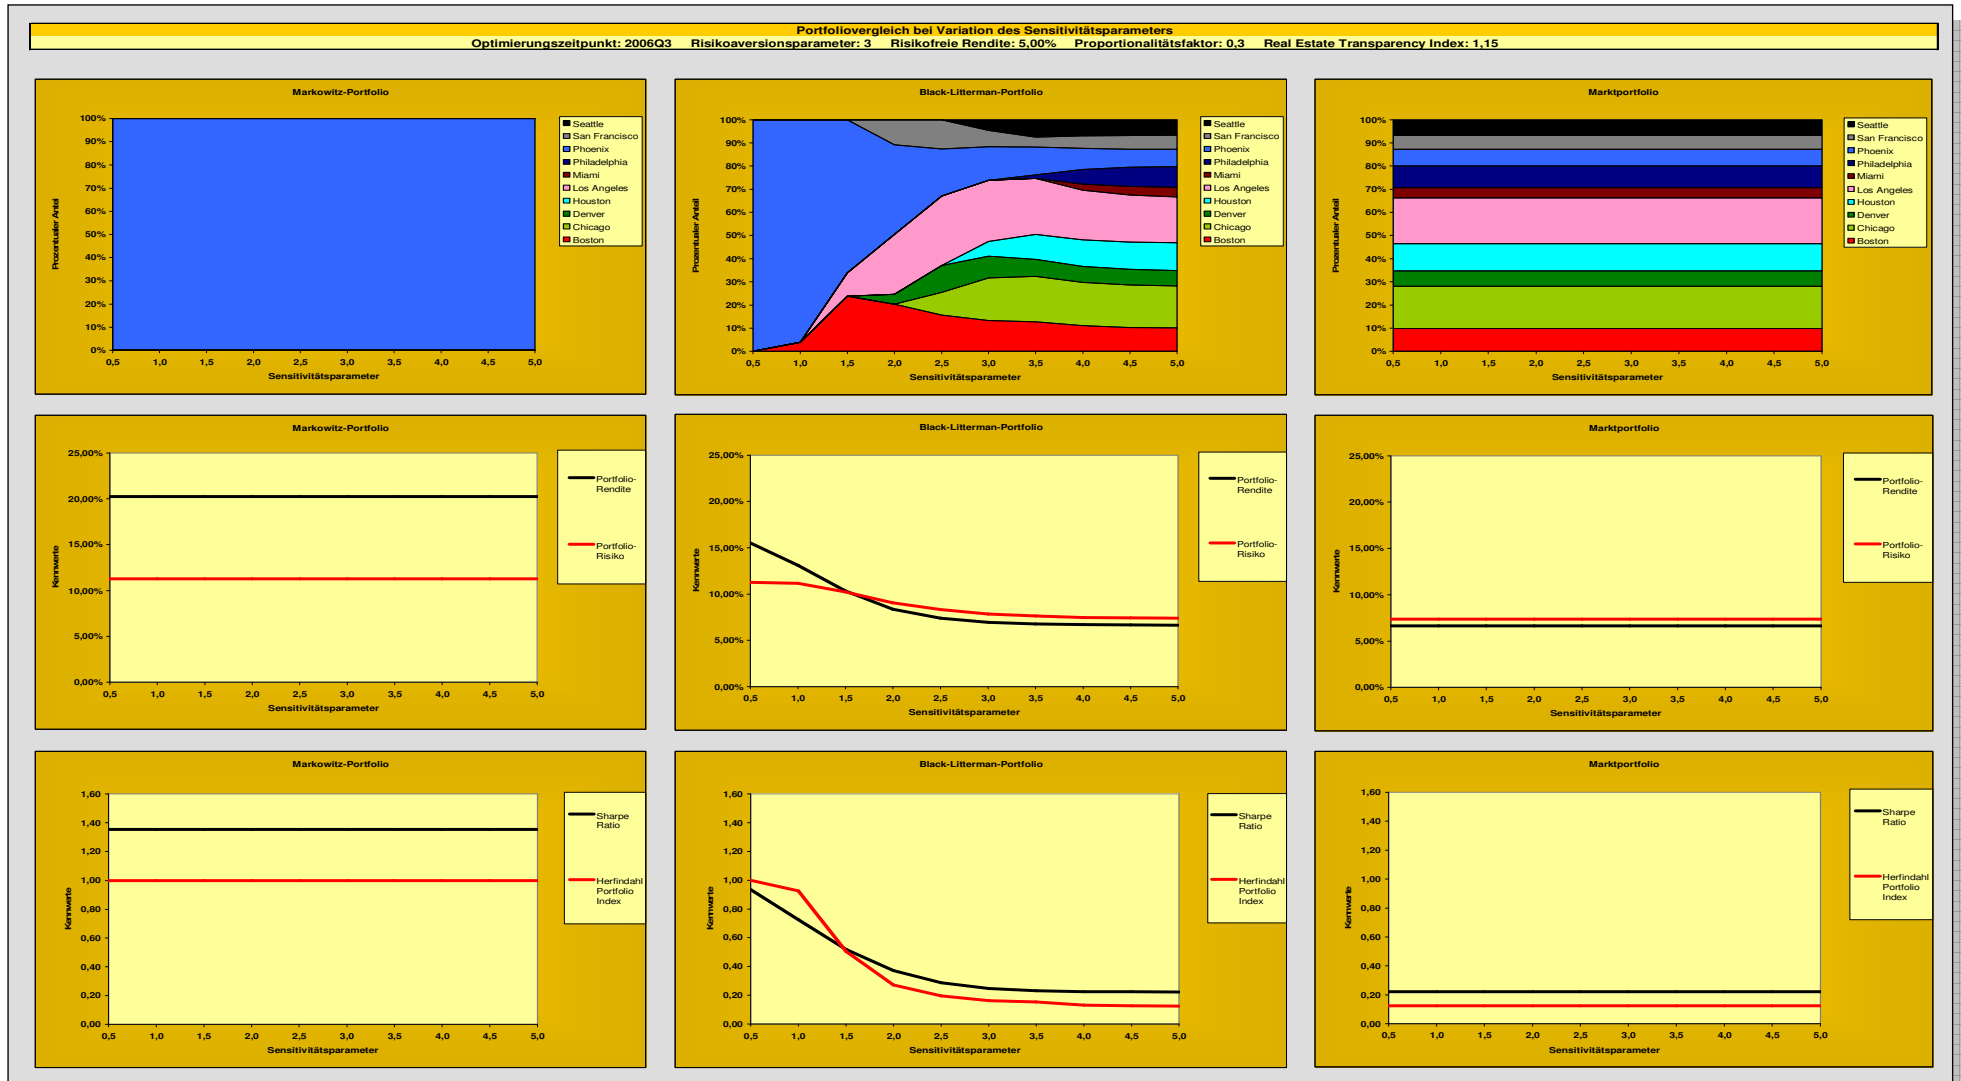 Portfoliovergleich bei Variation des Sensitivitätsparameters
Optimierungszeitpunkt: 2006Q3 Risikoaversionsparameter: 3 Risikofreie Rendite: 5,00% Proportionalitätsfaktor: 0,3 Real Estate Transparency Index: 1,15
Markowitz-Portfolio
100%
90%
80%
70%
60%
50%
40%
30%
20%
10%
0%
Prozentualer Anteil
0,5 1,0 1,5 2,0 2,5 3,0 3,5 4,0 4,5 5,0
Sensitivitätsparameter
Seattle
San Francisco
Phoenix
Philadelphia
Miami
Los Angeles
Houston
Denver
Chicago
Boston
Black-Litterman-Portfolio
100%
90%
80%
70%
60%
50%
40%
30%
20%
10%
0%
Prozentualer Anteil
0,5 1,0 1,5 2,0 2,5 3,0 3,5 4,0 4,5 5,0
Sensitivitätsparameter
Seattle
San Francisco
Phoenix
Philadelphia
Miami
Los Angeles
Houston
Denver
Chicago
Boston
Marktportfolio
100%
90%
80%
70%
60%
50%
40%
30%
20%
10%
0%
Prozentualer Anteil
0,5 1,0 1,5 2,0 2,5 3,0 3,5 4,0 4,5 5,0
Sensitivitätsparameter
Seattle
San Francisco
Phoenix
Philadelphia
Miami
Los Angeles
Houston
Denver
Chicago
Boston
Markowitz-Portfolio
25,00%
20,00%
15,00%
10,00%
5,00%
0,00%
Kennwerte
0,5 1,0 1,5 2,0 2,5 3,0 3,5 4,0 4,5 5,0
Sensitivitätsparameter
Portfolio-
Rendite
Portfolio-
Risiko
Black-Litterman-Portfolio
25,00%
20,00%
15,00%
10,00%
5,00%
0,00%
Kennwerte
0,5 1,0 1,5 2,0 2,5 3,0 3,5 4,0 4,5 5,0
Sensitivitätsparameter
Portfolio-
Rendite
Portfolio-
Risiko
Marktportfolio
25,00%
20,00%
15,00%
10,00%
5,00%
0,00%
Kennwerte
0,5 1,0 1,5 2,0 2,5 3,0 3,5 4,0 4,5 5,0
Sensitivitätsparameter
Portfolio-
Rendite
Portfolio-
Risiko
Markowitz-Portfolio
1,60
1,40
1,20
1,00
0,80
0,60
0,40
0,20
0,00
Kennwerte
0,5 1,0 1,5 2,0 2,5 3,0 3,5 4,0 4,5 5,0
Sensitivitätsparameter
Sharpe
Ratio
Herfindahl
Portfolio
Index
Black-Litterman-Portfolio
1,60
1,40
1,20
1,00
0,80
0,60
0,40
0,20
0,00
Kennwerte
0,5 1,0 1,5 2,0 2,5 3,0 3,5 4,0 4,5 5,0
Sensitivitätsparameter
Sharpe
Ratio
Herfindahl
Portfolio
Index
Marktportfolio
1,60
1,40
1,20
1,00
0,80
0,60
0,40
0,20
0,00
Kennwerte
0,5 1,0 1,5 2,0 2,5 3,0 3,5 4,0 4,5 5,0
Sensitivitätsparameter
Sharpe
Ratio
Herfindahl
Portfolio
Index